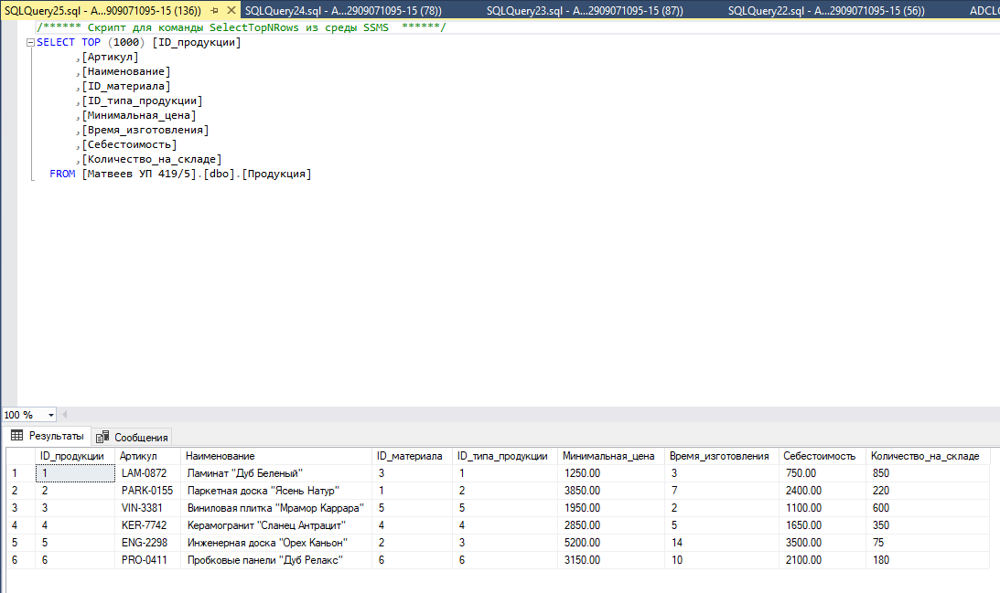 SQLQuery25.sql - A...909071095-15 (136)) SQLQuery24.sql - A...2909071095-15 (78)) SQLQuery23.sql - A...2909071095-15 (87)) SQLQuery22.sql - A...2909071095-15 (56)) ADCL
/****** Скрипт для команды SelectTopNRows из среды SSMS ******/
SELECT TOP (1000) [ID_продукции]
,[Артикул]
,[Наименование]
,[ID_материала]
,[ID_типа_продукции]
,[Минимальная_цена]
,[Время_изготовления]
,[Себестоимость]
,[Количество_на_складе]
FROM [Матвеев УП 419/5].[dbo].[Продукция]
100 %
Результаты Сообщения
ID_продукции Артикул Наименование ID_материала ID_типа_продукции Минимальная_цена Время_изготовления Себестоимость Количество_на_складе
1 1 LAM-0872 Ламинат "Дуб Беленый" 3 1 1250.00 3 750.00 850
2 2 PARK-0155 Паркетная доска "Ясень Натур" 1 2 3850.00 7 2400.00 220
3 3 VIN-3381 Виниловая плитка "Мрамор Каррара" 5 5 1950.00 2 1100.00 600
4 4 KER-7742 Керамогранит "Сланец Антрацит" 4 4 2850.00 5 1650.00 350
5 5 ENG-2298 Инженерная доска "Орех Каньон" 2 3 5200.00 14 3500.00 75
6 6 PRO-0411 Пробковые панели "Дуб Релакс" 6 6 3150.00 10 2100.00 180